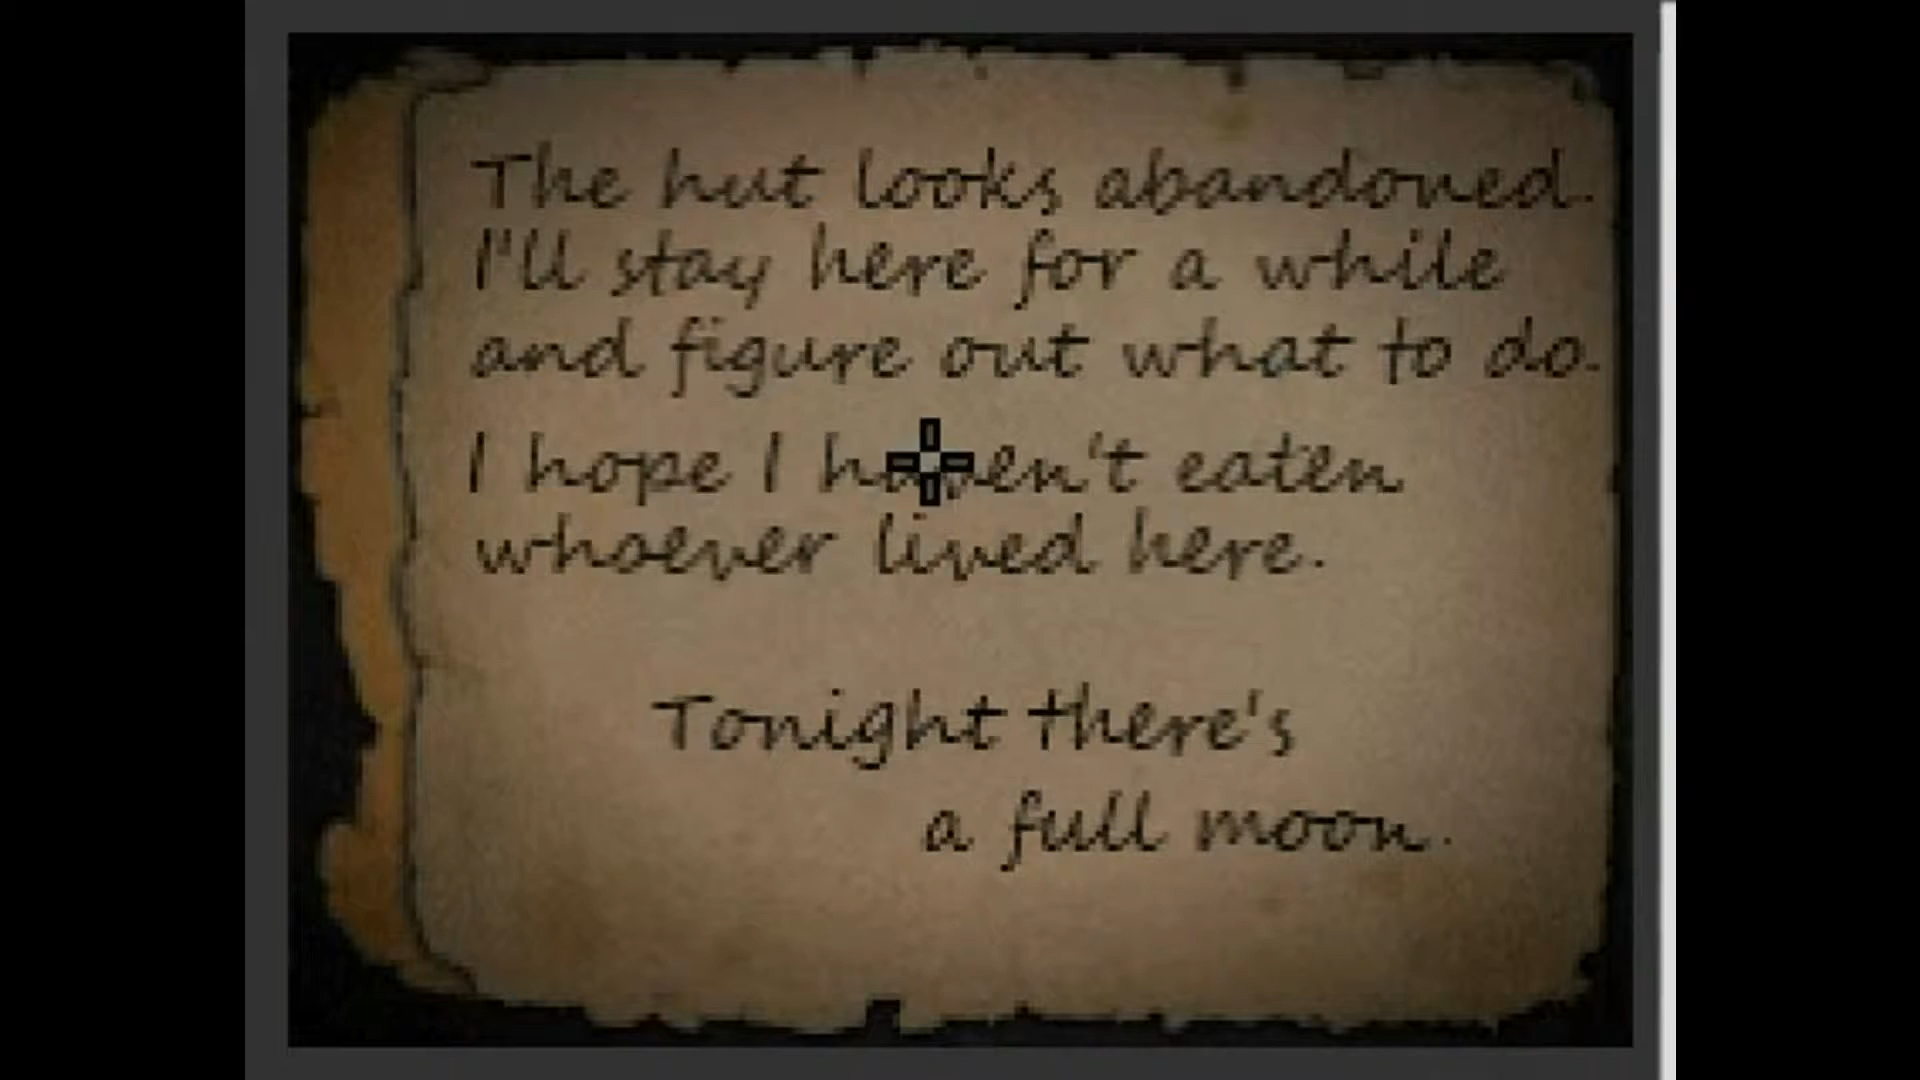 The hut looks abandoned.
I'll stay here for a while
and figure out what to do.
I hope I haven't eaten
whoever lived here.
Tonight there's
a full moon.